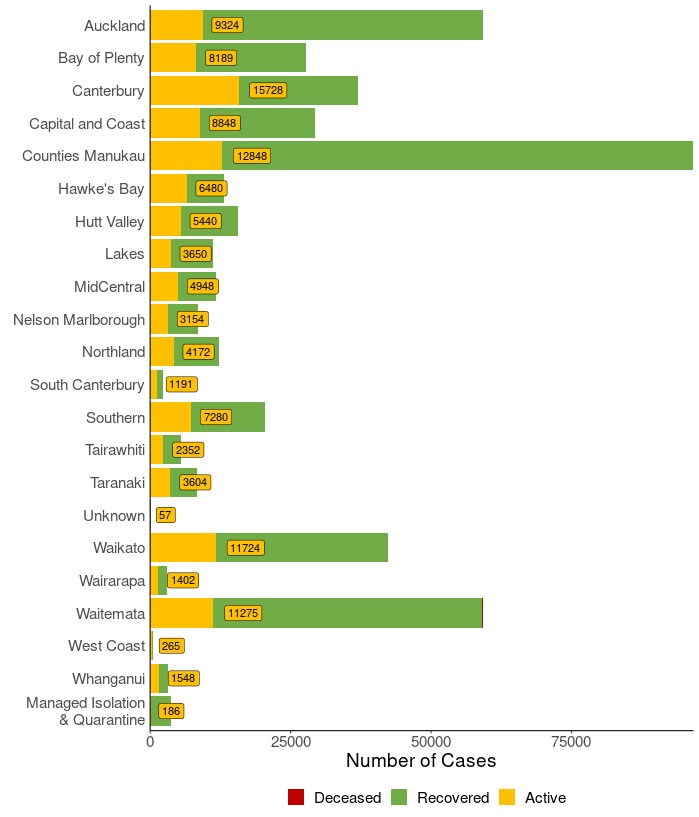 Auckland 9324
Bay of Plenty 8189
Canterbury 15728
Capital and Coast 8848
Counties Manukau 12848
Hawke's Bay 6480
Hutt Valley 5440
Lakes 3650
MidCentral 4948
Nelson Marlborough 3154
Northland 4172
South Canterbury 1191
Southern 7280
Tairawhiti 2352
Taranaki 3604
Unknown 57
Waikato 11724
Wairarapa 1402
Waitemata 11275
West Coast 265
Whanganui 1548
Managed Isolation
& Quarantine 186
0 25000 50000 75000
Number of Cases
Deceased Recovered Active